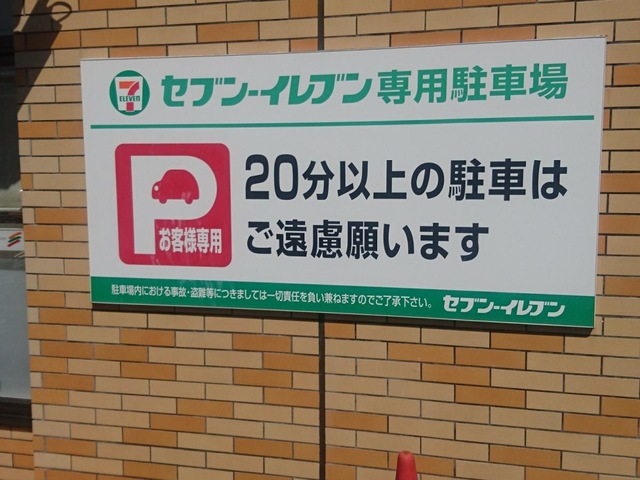 7
ELEVEN
セブン-イレブン専用駐車場
P
お客様専用
20分以上の駐車は
ご遠慮願います
駐車場内における事故・盗難等につきましては一切責任を負い兼ねますのでご了承下さい。
セブン-イレブン